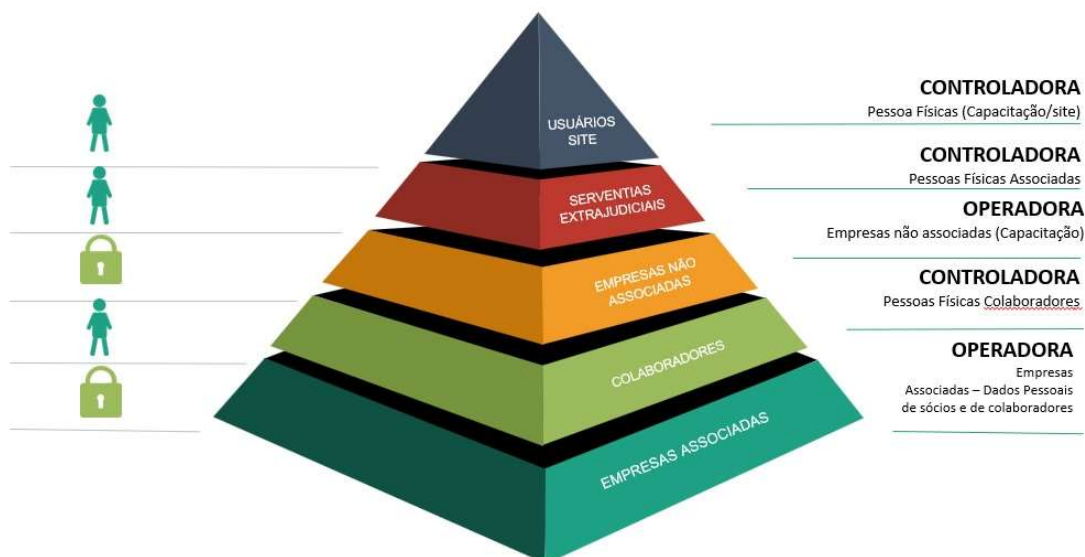 USUÁRIOS
SITE
SERVENTIAS
EXTRAJUDICIAIS
EMPRESAS NÃO
ASSOCIADAS
COLABORADORES
EMPRESAS ASSOCIADAS
CONTROLADORA
Pessoa Físicas (Capacitação/site)
CONTROLADORA
Pessoas Físicas Associadas
OPERADORA
Empresas não associadas (Capacitação)
CONTROLADORA
Pessoas Físicas Colaboradores
OPERADORA
Empresas
Associadas – Dados Pessoais
de sócios e de colaboradores